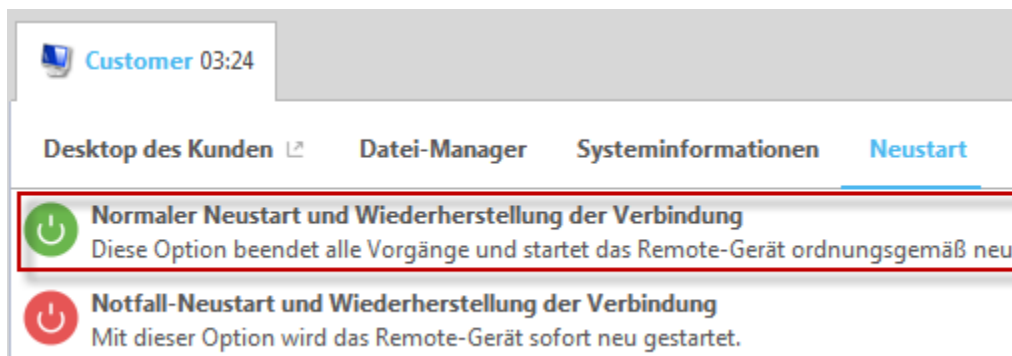 Customer 03:24
Desktop des Kunden Datei-Manager Systeminformationen Neustart
Normaler Neustart und Wiederherstellung der Verbindung
Diese Option beendet alle Vorgänge und startet das Remote-Gerät ordnungsgemäß neu
Notfall-Neustart und Wiederherstellung der Verbindung
Mit dieser Option wird das Remote-Gerät sofort neu gestartet.